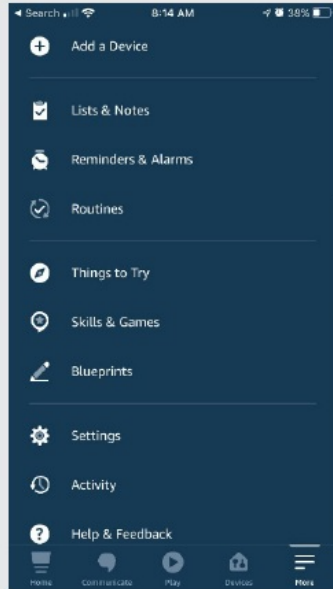 Search
8:14 AM
38%
Add a Device
Lists & Notes
Reminders & Alarms
Routines
Things to Try
Skills & Games
Blueprints
Settings
Activity
Help & Feedback
Home Communicate Play Devices More